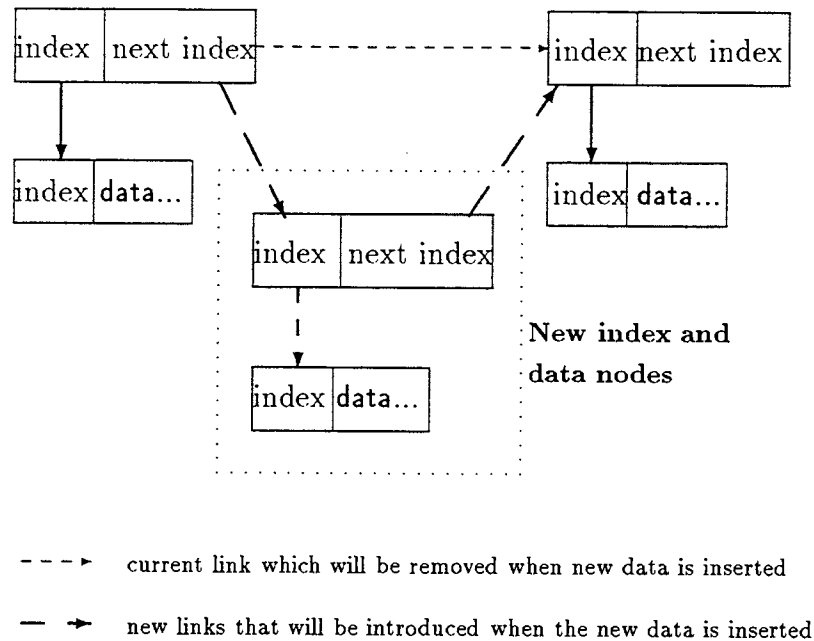 index next index
index next index
index data...
index data...
index next index
New index and
data nodes
index data...
current link which will be removed when new data is inserted
new links that will be introduced when the new data is inserted